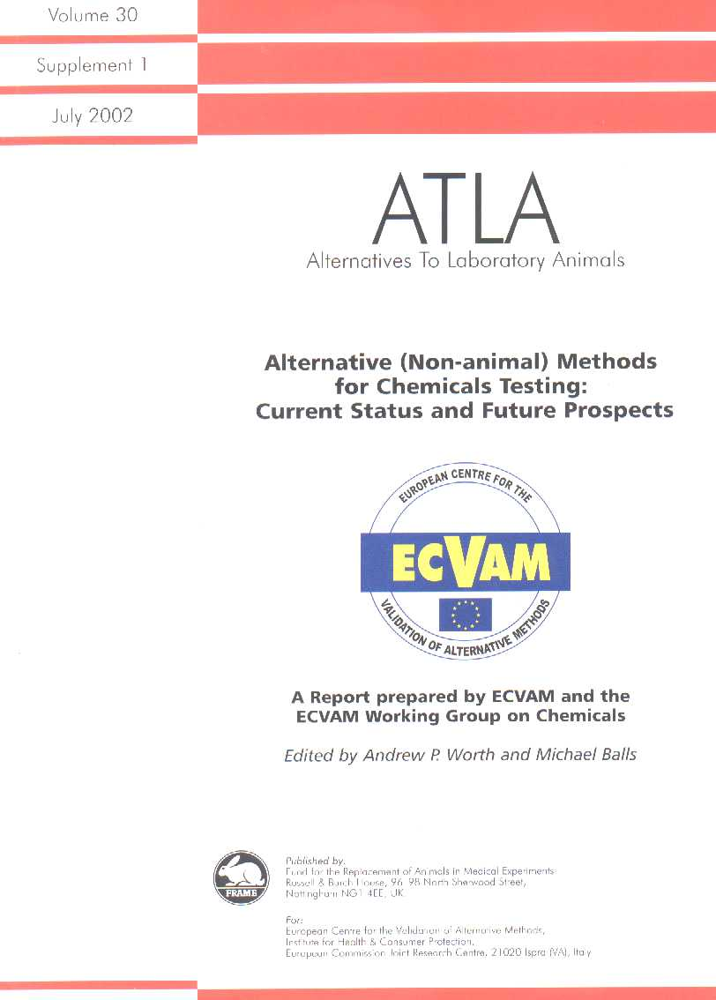 Volume 30
Supplement 1
July 2002
ATLA
Alternatives To Laboratory Animals
Alternative (Non-animal) Methods
for Chemicals Testing:
Current Status and Future Prospects
EUROPEAN CENTRE FOR THE
ECVAM
VALIDATION OF ALTERNATIVE METHODS
A Report prepared by ECVAM and the
ECVAM Working Group on Chemicals
Edited by Andrew P. Worth and Michael Balls
FRAME
Published by:
Fund for the Replacement of Animals in Medical Experiments
Russell & Burch House, 96–98 North Sherwood Street,
Nottingham NG1 4EE, UK
For:
European Centre for the Validation of Alternative Methods,
Institute for Health & Consumer Protection,
European Commission Joint Research Centre, 21020 Ispra (VA), Italy